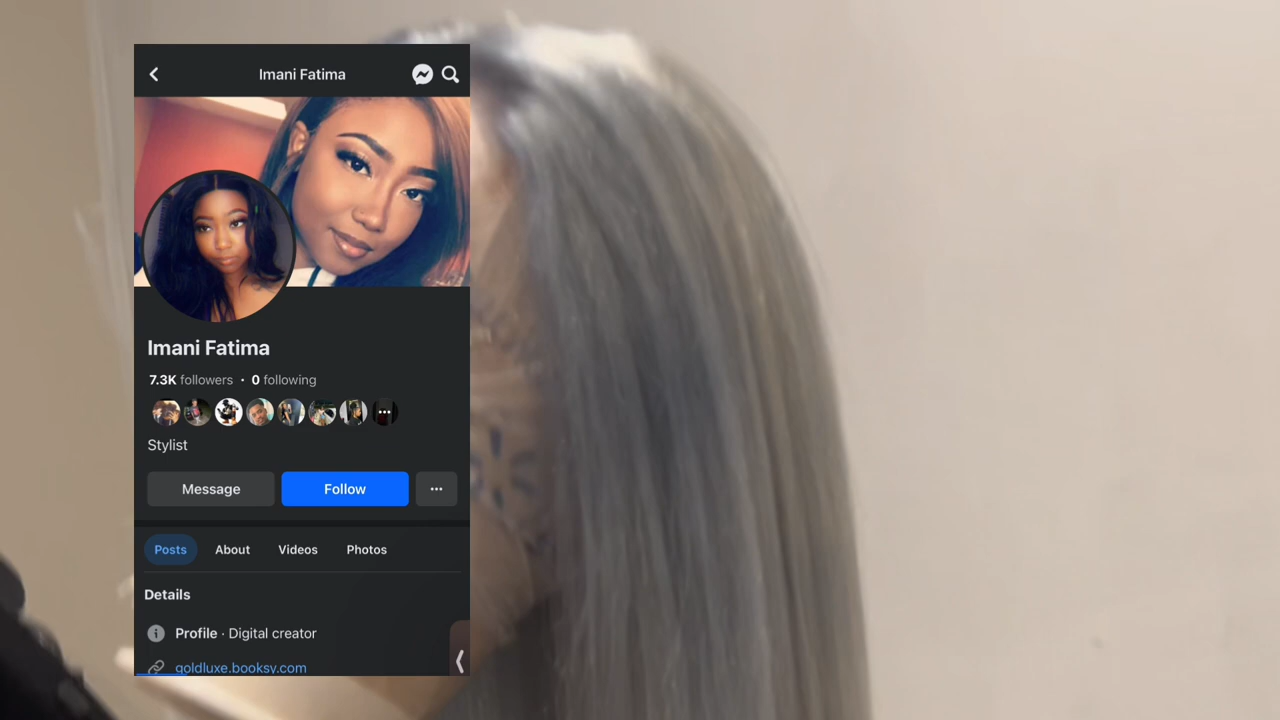 Imani Fatima
Imani Fatima
7.3K followers · 0 following
Stylist
Message Follow
Posts About Videos Photos
Details
Profile · Digital creator
goldluxe.booksy.com